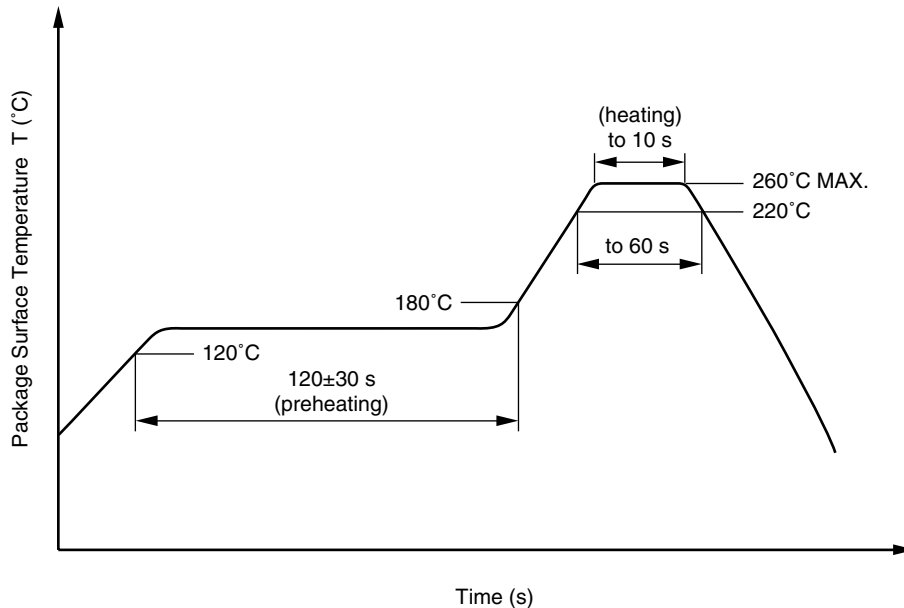 Package Surface Temperature T (˚C)
(heating)
to 10 s
260˚C MAX.
220˚C
to 60 s
180˚C
120˚C
120±30 s
(preheating)
Time (s)